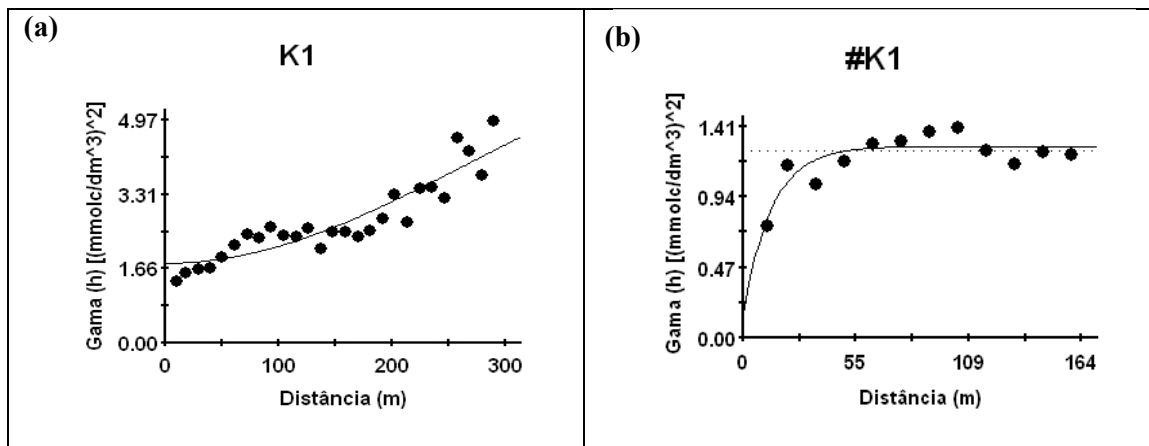 (a)
K1
Gama (h) [(mmolc/dm^3)^2]
4.97
3.31
1.66
0.00
0
100
200
300
Distância (m)
(b)
#K1
Gama (h) [(mmolc/dm^3)^2]
1.41
0.94
0.47
0.00
0
55
109
164
Distância (m)